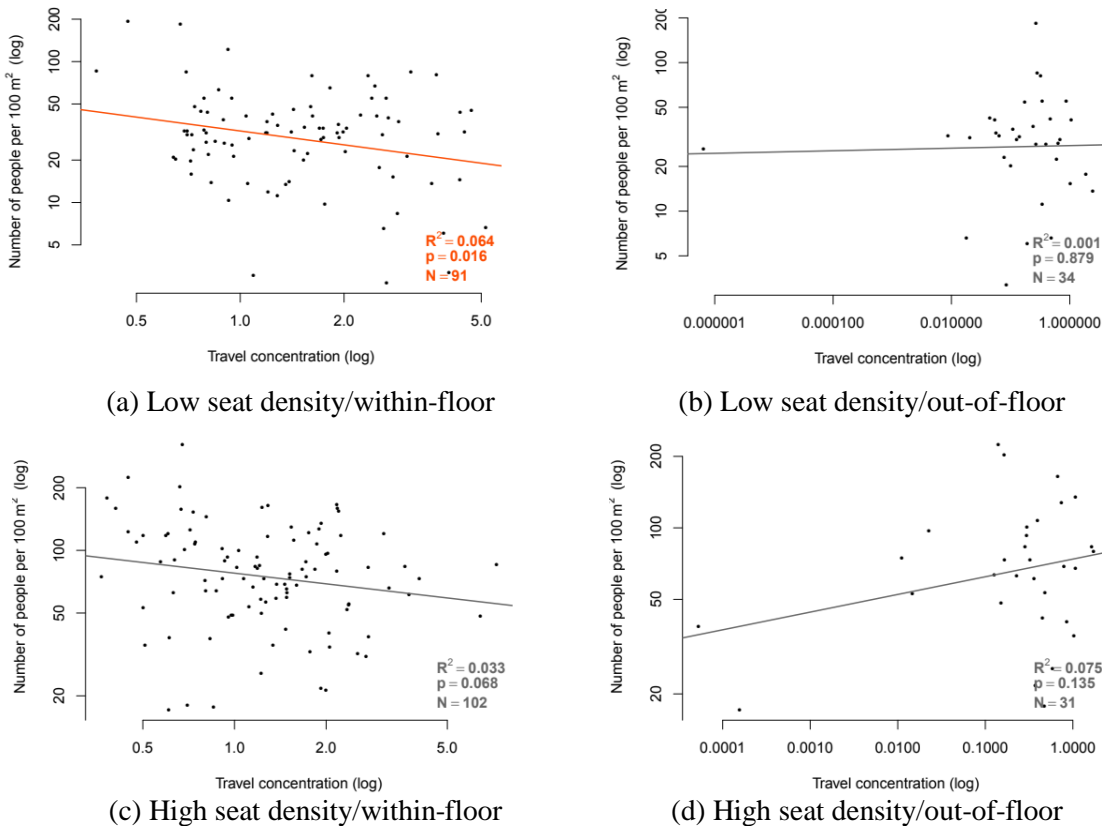 Number of people per 100 m² (log)
200
100
50
20
10
5
0.5
1.0
2.0
5.0
R² = 0.064
p = 0.016
N = 91
Travel concentration (log)
(a) Low seat density/within-floor
Number of people per 100 m² (log)
200
100
50
20
10
5
0.000001
0.000100
0.010000
1.000000
R² = 0.001
p = 0.879
N = 34
Travel concentration (log)
(b) Low seat density/out-of-floor
Number of people per 100 m² (log)
200
100
50
20
0.5
1.0
2.0
5.0
R² = 0.033
p = 0.068
N = 102
Travel concentration (log)
(c) High seat density/within-floor
Number of people per 100 m² (log)
200
100
50
20
0.0001
0.0010
0.0100
0.1000
1.0000
R² = 0.075
p = 0.135
N = 31
Travel concentration (log)
(d) High seat density/out-of-floor